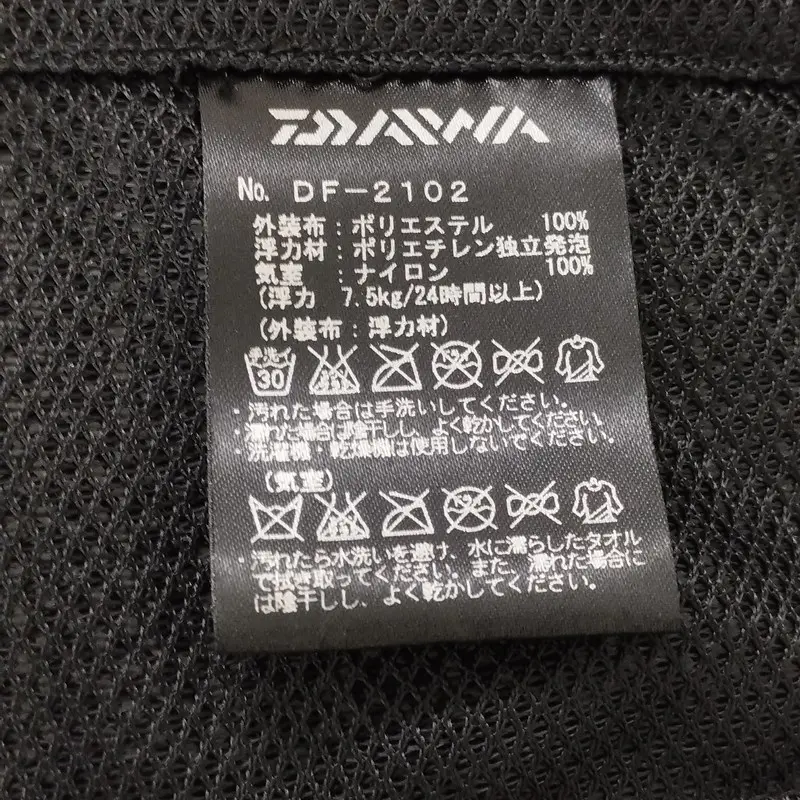 DAIWA
No. DF-2102
外装布:ポリエステル 100%
浮力材:ポリエチレン独立発泡
気室 :ナイロン 100%
(浮力 7.5kg/24時間以上)
(外装布:浮力材)
手洗イ
30
・汚れた場合は手洗いしてください。
・濡れた場合は陰干しし、よく乾かしてください。
・洗濯機・乾燥機は使用しないでください。
(気室)
・汚れたら水洗いを避け、水に濡らしたタオル
で拭き取ってください。また、濡れた場合に
は陰干しし、よく乾かしてください。